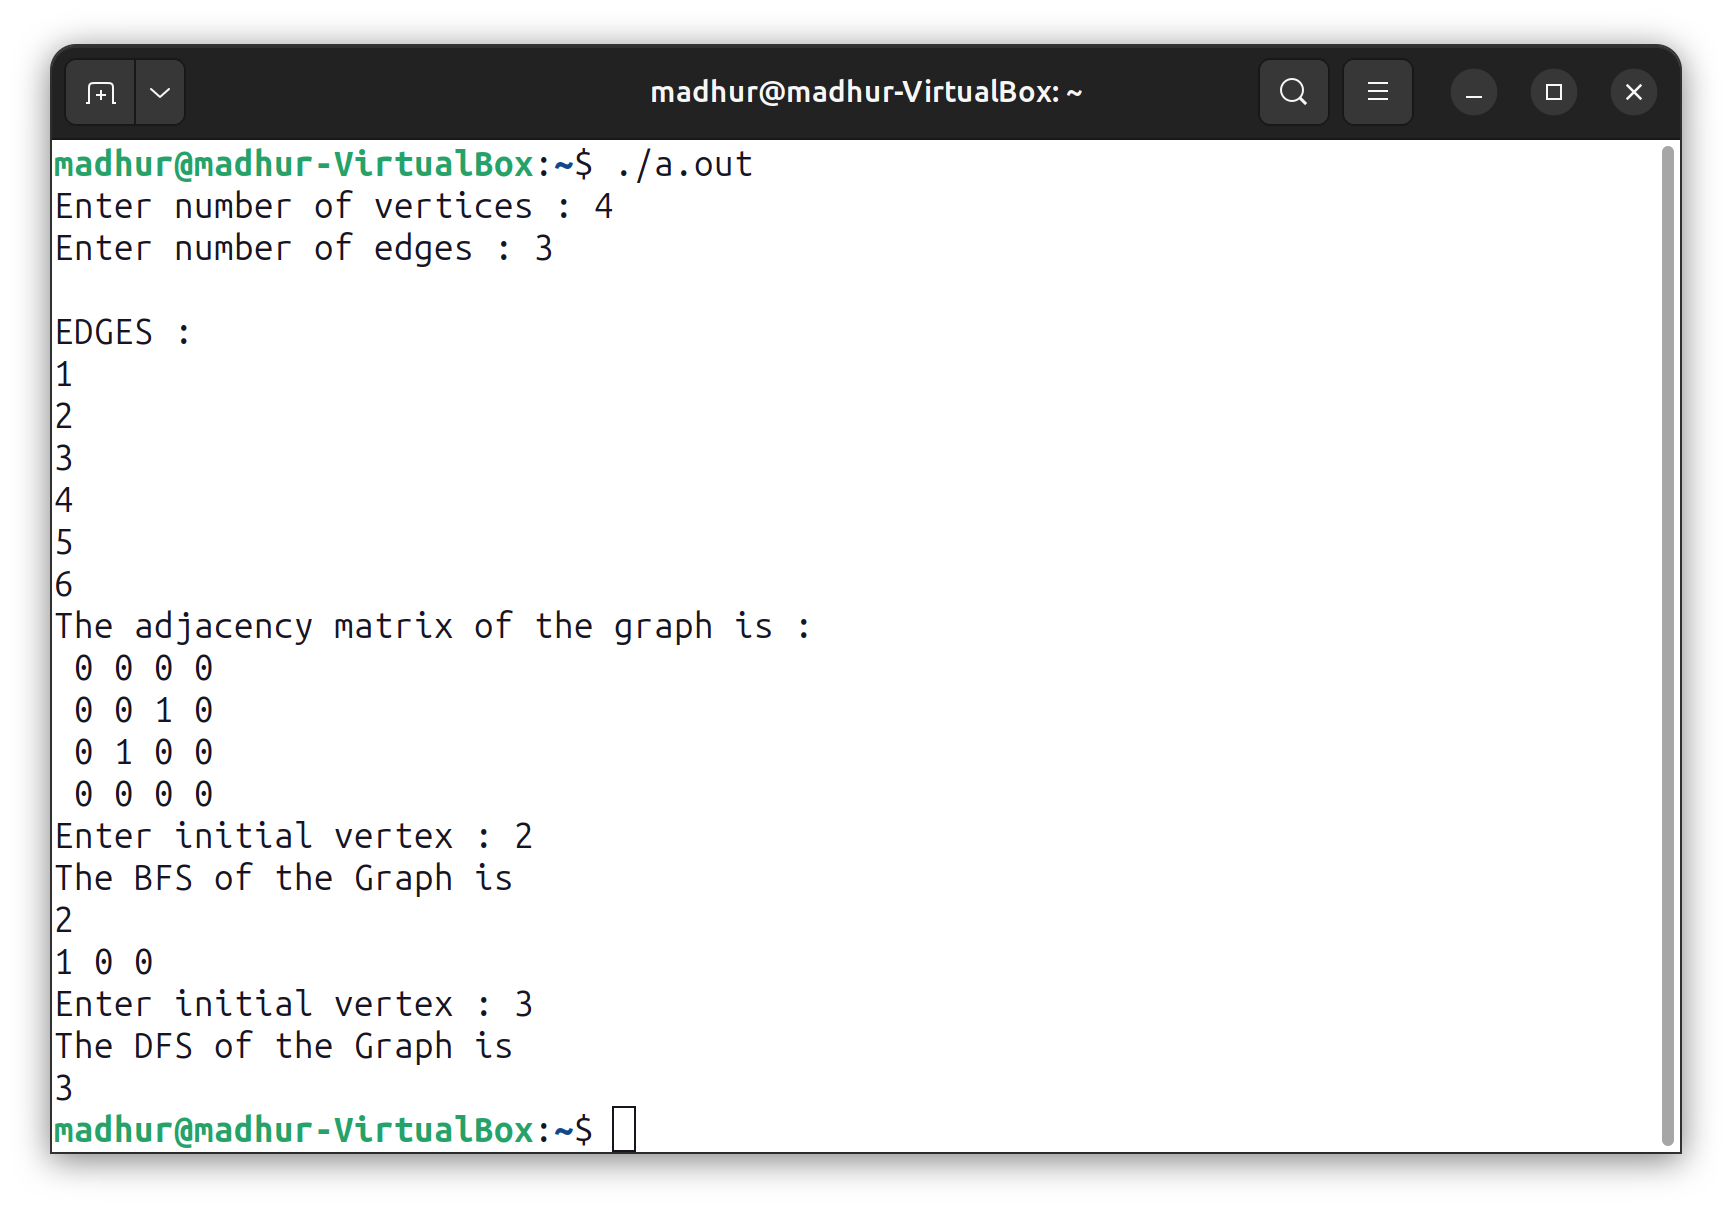 madhur@madhur-VirtualBox: ~
madhur@madhur-VirtualBox:~$ ./a.out
Enter number of vertices : 4
Enter number of edges : 3

EDGES :
1
2
3
4
5
6
The adjacency matrix of the graph is :
 0 0 0 0
 0 0 1 0
 0 1 0 0
 0 0 0 0
Enter initial vertex : 2
The BFS of the Graph is
2
1 0 0
Enter initial vertex : 3
The DFS of the Graph is
3
madhur@madhur-VirtualBox:~$